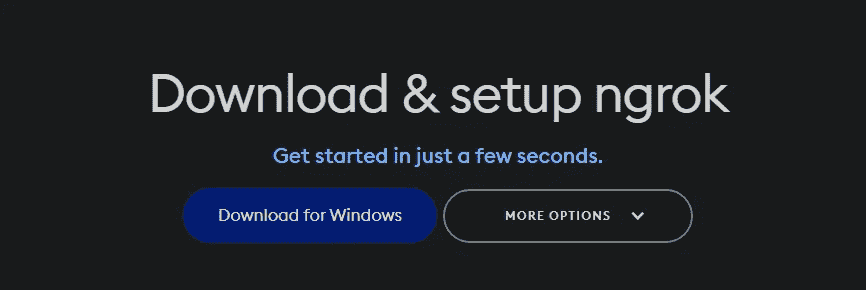 Download & setup ngrok
Get started in just a few seconds.
Download for Windows
MORE OPTIONS